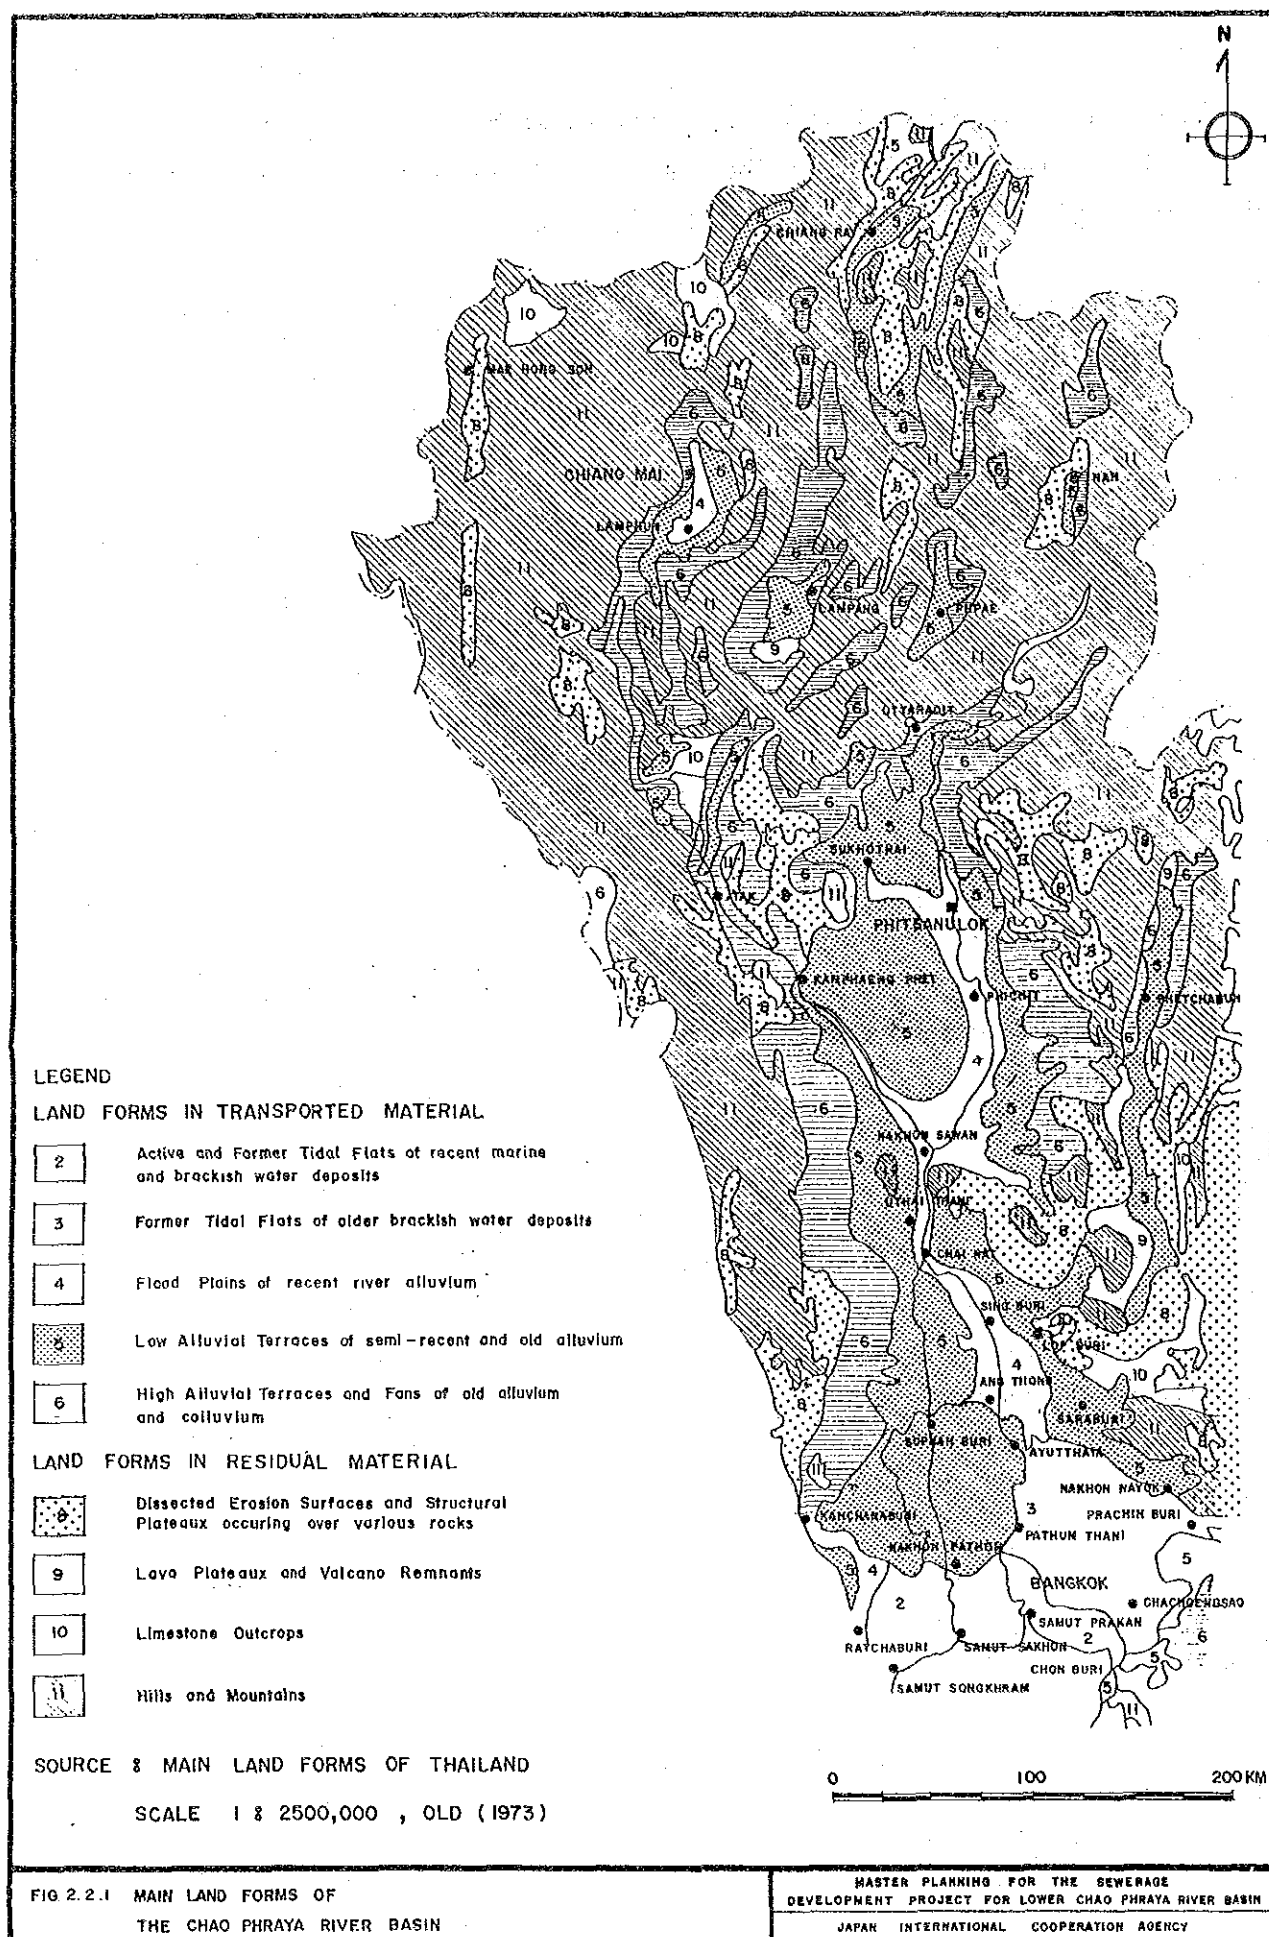 N
CHIANG RAI
MAE HONG SON
CHIANG MAI
NAN
LAMPHUN
LAMPANG
PHPAE
UTTARADIT
SUKHOTHAI
TAK
PHITSANULOK
KAMPHAENG PHET
PHICHIT
PHETCHABUN
NAKHON SAWAN
UTHAI THANI
CHAI NAT
SING BURI
LOP BURI
ANG THONG
SARABURI
SUPHAN BURI
AYUTTHAYA
NAKHON NAYOK
KANCHANABURI
PRACHIN BURI
PATHUN THANI
NAKHON PATHOM
BANGKOK
CHACHOENGSAO
SAMUT PRAKAN
RATCHABURI
SAMUT SAKHON
CHON BURI
SAMUT SONGKHRAM
LEGEND
LAND FORMS IN TRANSPORTED MATERIAL
2 Active and Former Tidal Flats of recent marine
and brackish water deposits
3 Former Tidal Flats of older brackish water deposits
4 Flood Plains of recent river alluvium
5 Low Alluvial Terraces of semi-recent and old alluvium
6 High Alluvial Terraces and Fans of old alluvium
and colluvium
LAND FORMS IN RESIDUAL MATERIAL
8 Dissected Erosion Surfaces and Structural
Plateaux occuring over various rocks
9 Lava Plateaux and Valcano Remnants
10 Limestone Outcrops
11 Hills and Mountains
SOURCE : MAIN LAND FORMS OF THAILAND
SCALE 1 : 2500,000 , OLD (1973)
0 100 200 KM
FIG 2.2.1 MAIN LAND FORMS OF
THE CHAO PHRAYA RIVER BASIN
MASTER PLANNING FOR THE SEWERAGE
DEVELOPMENT PROJECT FOR LOWER CHAO PHRAYA RIVER BASIN
JAPAN INTERNATIONAL COOPERATION AGENCY